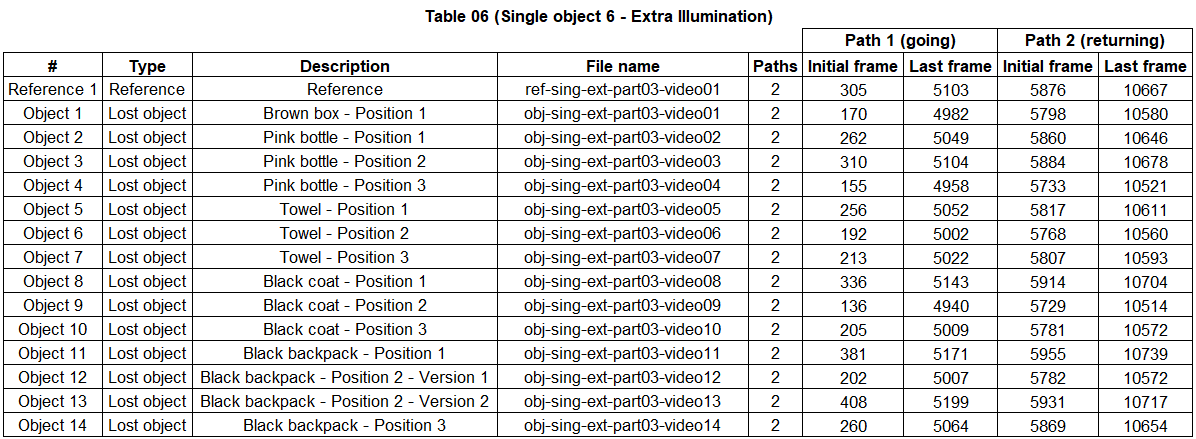 Table 06 (Single object 6 - Extra Illumination)
Path 1 (going) Path 2 (returning)
# Type Description File name Paths Initial frame Last frame Initial frame Last frame
Reference 1 Reference Reference ref-sing-ext-part03-video01 2 305 5103 5876 10667
Object 1 Lost object Brown box - Position 1 obj-sing-ext-part03-video01 2 170 4982 5798 10580
Object 2 Lost object Pink bottle - Position 1 obj-sing-ext-part03-video02 2 262 5049 5860 10646
Object 3 Lost object Pink bottle - Position 2 obj-sing-ext-part03-video03 2 310 5104 5884 10678
Object 4 Lost object Pink bottle - Position 3 obj-sing-ext-part03-video04 2 155 4958 5733 10521
Object 5 Lost object Towel - Position 1 obj-sing-ext-part03-video05 2 256 5052 5817 10611
Object 6 Lost object Towel - Position 2 obj-sing-ext-part03-video06 2 192 5002 5768 10560
Object 7 Lost object Towel - Position 3 obj-sing-ext-part03-video07 2 213 5022 5807 10593
Object 8 Lost object Black coat - Position 1 obj-sing-ext-part03-video08 2 336 5143 5914 10704
Object 9 Lost object Black coat - Position 2 obj-sing-ext-part03-video09 2 136 4940 5729 10514
Object 10 Lost object Black coat - Position 3 obj-sing-ext-part03-video10 2 205 5009 5781 10572
Object 11 Lost object Black backpack - Position 1 obj-sing-ext-part03-video11 2 381 5171 5955 10739
Object 12 Lost object Black backpack - Position 2 - Version 1 obj-sing-ext-part03-video12 2 202 5007 5782 10572
Object 13 Lost object Black backpack - Position 2 - Version 2 obj-sing-ext-part03-video13 2 408 5199 5931 10717
Object 14 Lost object Black backpack - Position 3 obj-sing-ext-part03-video14 2 260 5064 5869 10654